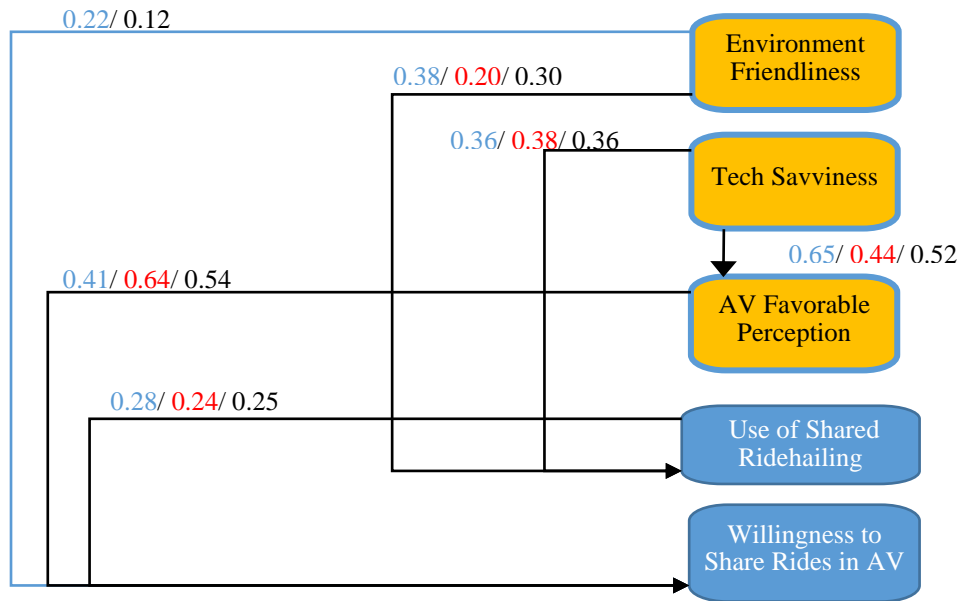 0.22/ 0.12
Environment
Friendliness
0.38/ 0.20/ 0.30
0.36/ 0.38/ 0.36
Tech Savviness
0.65/ 0.44/ 0.52
0.41/ 0.64/ 0.54
AV Favorable
Perception
0.28/ 0.24/ 0.25
Use of Shared
Ridehailing
Willingness to
Share Rides in AV